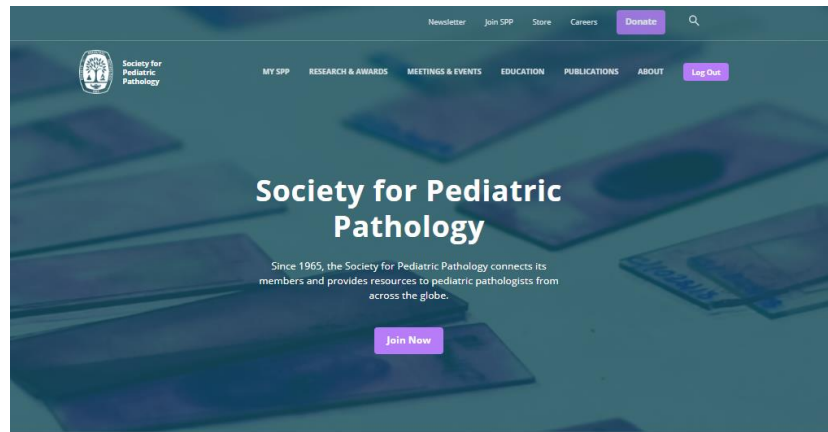 Newsletter Join SPP Store Careers Donate
Society for
Pediatric
Pathology
MY SPP RESEARCH & AWARDS MEETINGS & EVENTS EDUCATION PUBLICATIONS ABOUT Log Out
Society for Pediatric
Pathology
Since 1965, the Society for Pediatric Pathology connects its
members and provides resources to pediatric pathologists from
across the globe.
Join Now